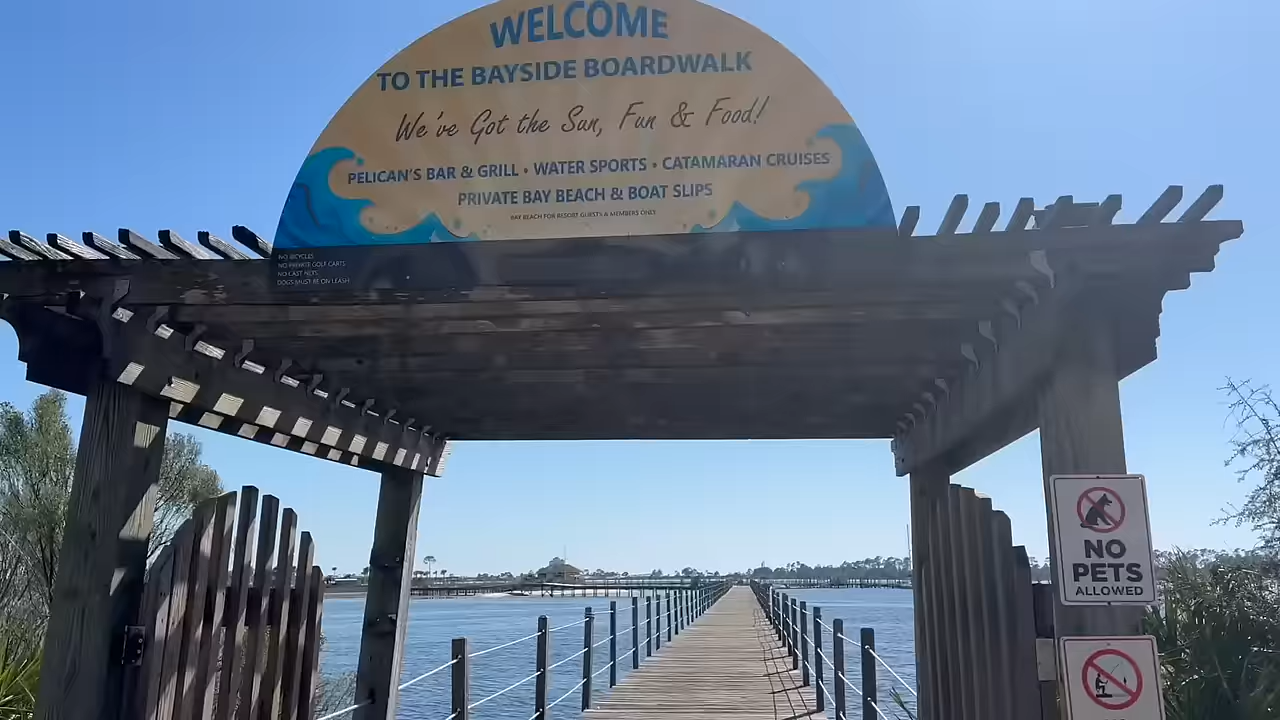 WELCOME
TO THE BAYSIDE BOARDWALK
We've Got the Sun, Fun & Food!
PELICAN'S BAR & GRILL • WATER SPORTS • CATAMARAN CRUISES
PRIVATE BAY BEACH & BOAT SLIPS
BAY BEACH FOR RESORT GUESTS & MEMBERS ONLY
NO BICYCLES
NO PRIVATE GOLF CARTS
NO CAST NETS
DOGS MUST BE ON LEASH
NO
PETS
ALLOWED